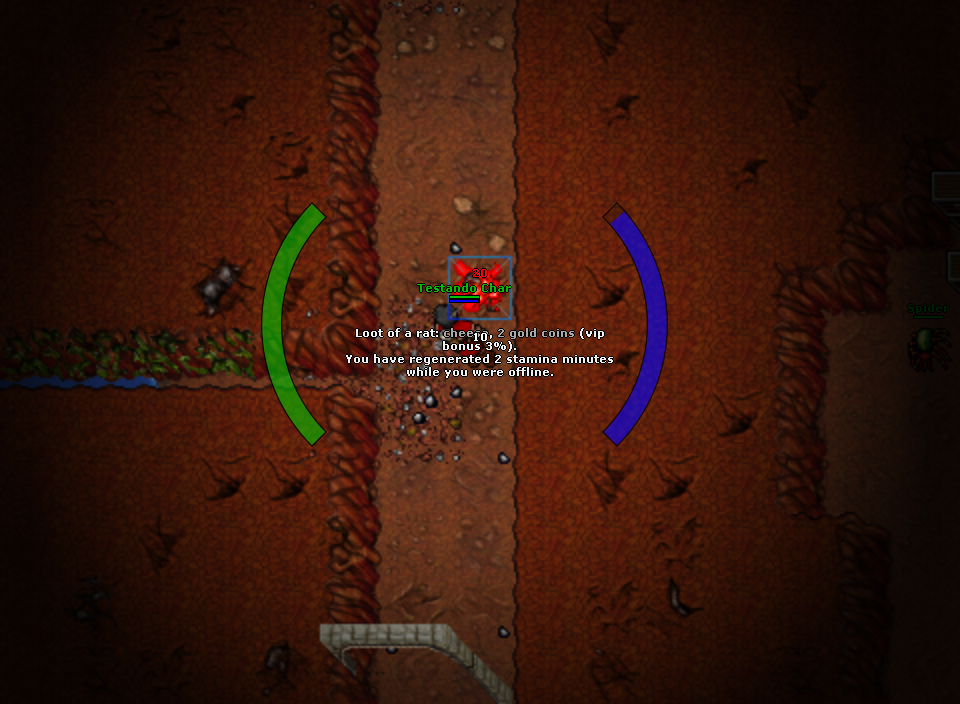 20
Testando Char
Spider
Loot of a rat: cheese, 2 gold coins (vip
10
bonus 3%).
You have regenerated 2 stamina minutes
while you were offline.